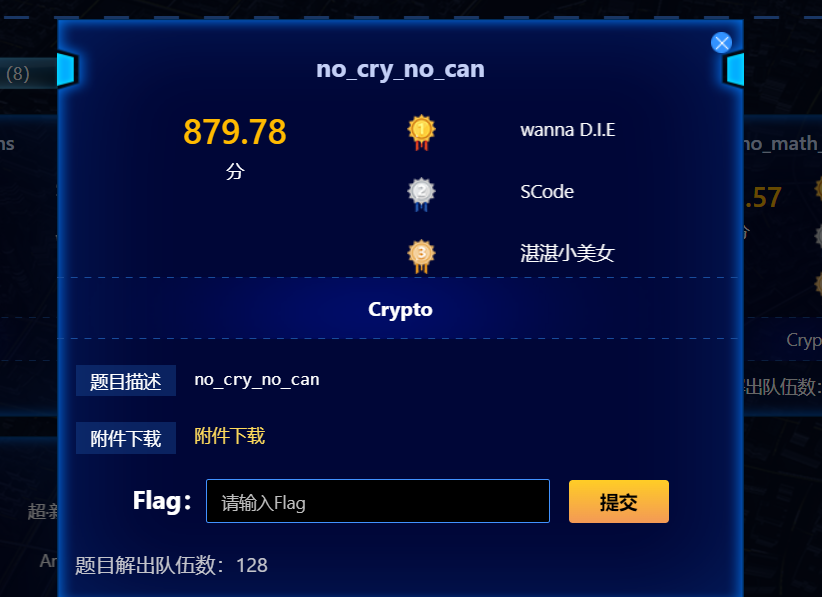 (8)
no_cry_no_can
879.78
分
1 wanna D.I.E
2 SCode
3 湛湛小美女
no_math_
.57
分
Crypto
Cryp
题目描述 no_cry_no_can
附件下载 附件下载
出队伍数:
Flag: 请输入Flag 提交
超新
题目解出队伍数:128